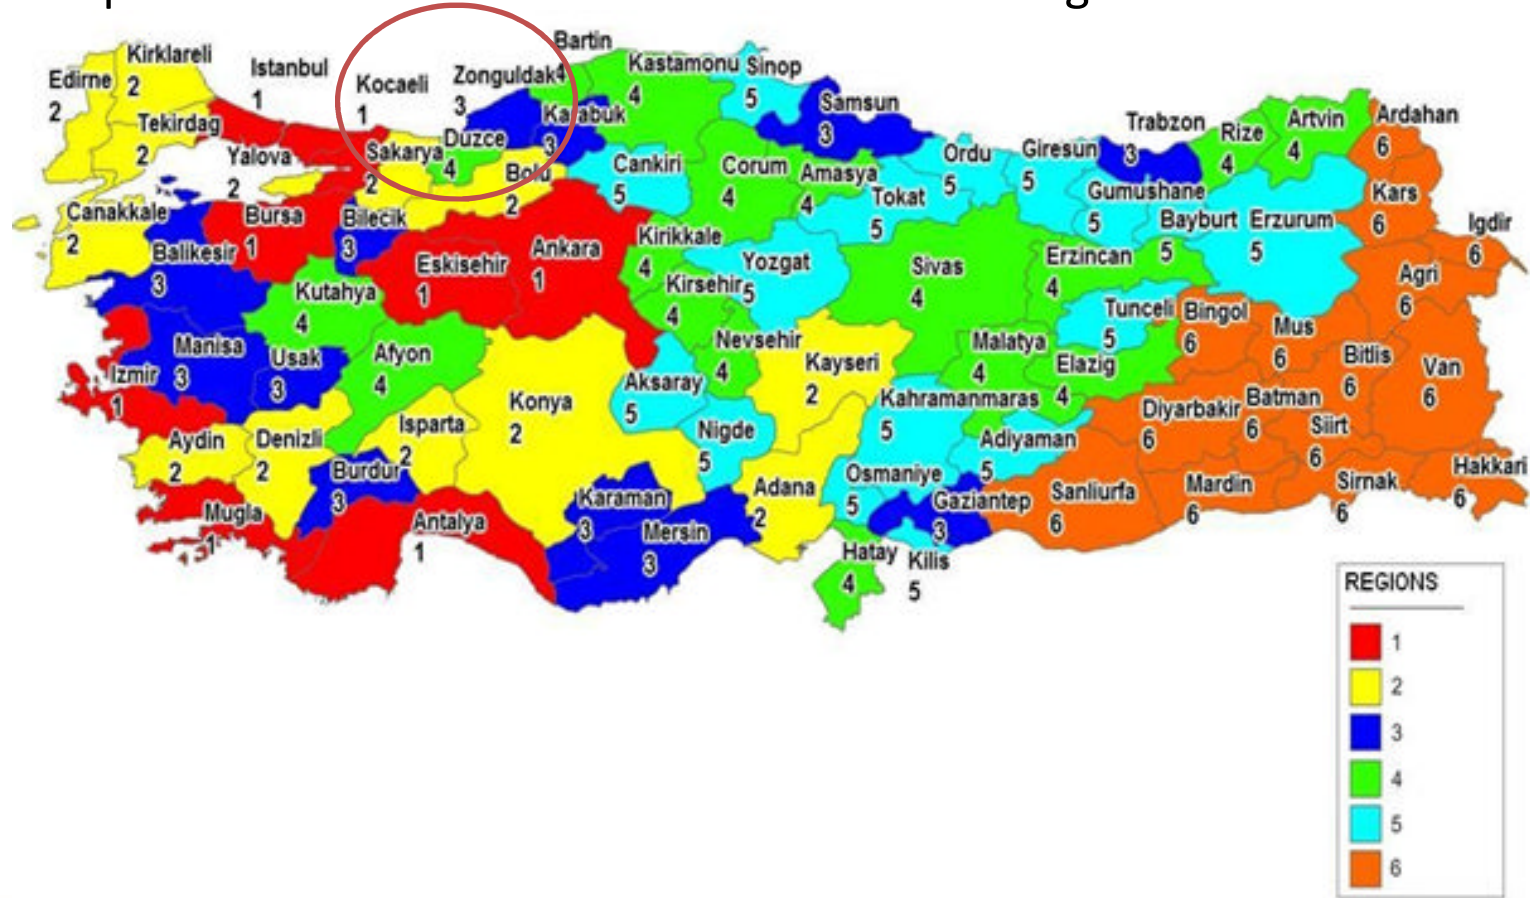 Kirklareli
2
Edirne
2
Istanbul
1
Kocaeli
1
Zonguldak
3
Bartin
4
Kastamonu
4
Sinop
5
Samsun
3
Karabuk
3
Tekirdag
2
Yalova
2
Sakarya
2
Duzce
4
Bolu
2
Cankiri
5
Corum
4
Amasya
4
Tokat
5
Ordu
5
Giresun
5
Trabzon
3
Rize
4
Artvin
4
Ardahan
6
Kars
6
Igdir
6
Gumushane
5
Bayburt
5
Erzurum
5
Canakkale
2
Bursa
1
Bilecik
3
Balikesir
3
Eskisehir
1
Ankara
1
Kirikkale
4
Kirsehir
4
Yozgat
5
Sivas
4
Erzincan
4
Tunceli
5
Bingol
6
Mus
6
Agri
6
Kutahya
4
Manisa
3
Usak
3
Afyon
4
Izmir
1
Nevsehir
4
Kayseri
2
Malatya
4
Elazig
4
Bitlis
6
Van
6
Aksaray
5
Konya
2
Kahramanmaras
5
Diyarbakir
6
Batman
6
Siirt
6
Aydin
2
Denizli
2
Isparta
2
Nigde
5
Adiyaman
5
Burdur
3
Adana
2
Osmaniye
5
Gaziantep
3
Sanliurfa
6
Mardin
6
Sirnak
6
Hakkari
6
Mugla
1
Antalya
1
Karaman
3
Mersin
3
Hatay
4
Kilis
5
REGIONS
1
2
3
4
5
6